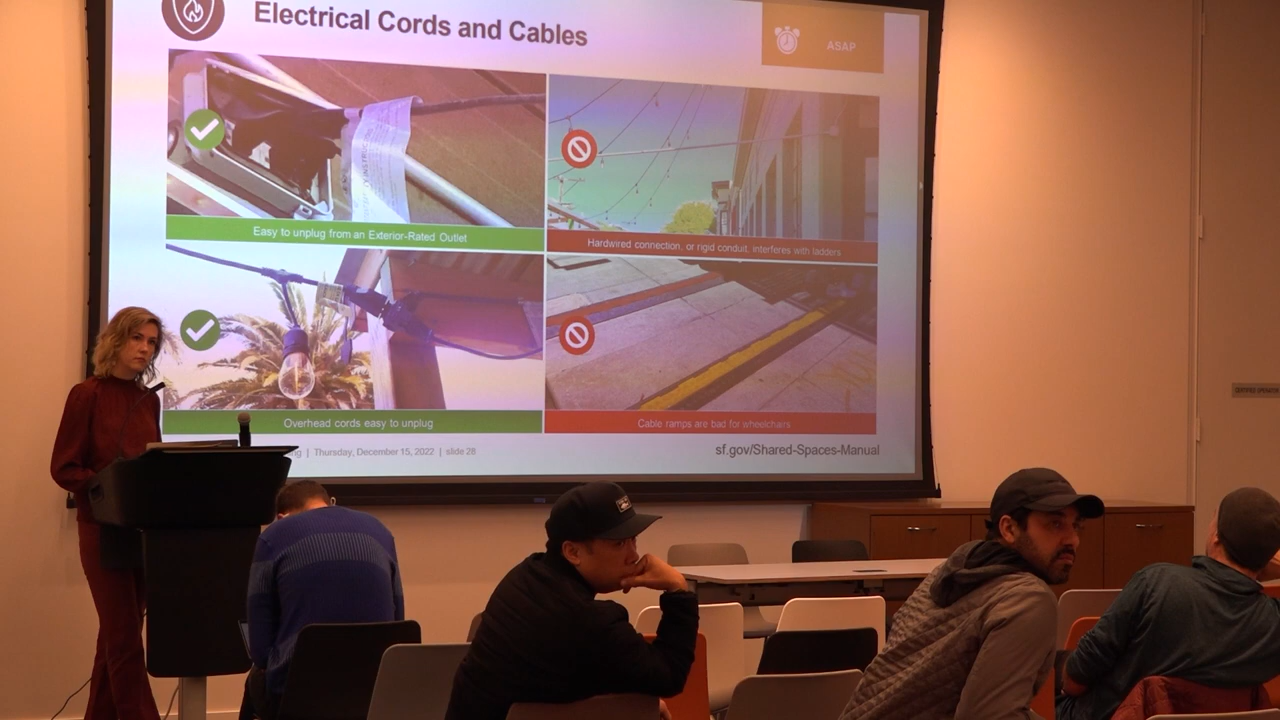 Electrical Cords and Cables
ASAP
Easy to unplug from an Exterior-Rated Outlet
Hardwired connection, or rigid conduit, interferes with ladders
Overhead cords easy to unplug
Cable ramps are bad for wheelchairs
| Thursday, December 15, 2022 | slide 28
sf.gov/Shared-Spaces-Manual